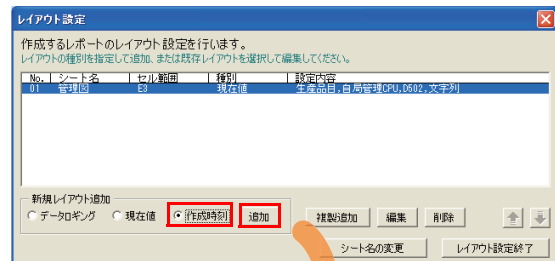 レイアウト設定
作成するレポートのレイアウト設定を行います。
レイアウトの種別を指定して追加、または既存レイアウトを選択して編集してください。
No. シート名 セル範囲 種別 設定内容
01 管理図 E3 現在値 生産品目,自局管理CPU,D502,文字列
新規レイアウト追加
データロギング 現在値 作成時刻 追加 複製追加 編集 削除
シート名の変更 レイアウト設定終了